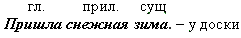 гл. прил. сущ
Пришла снежная зима. – у доски